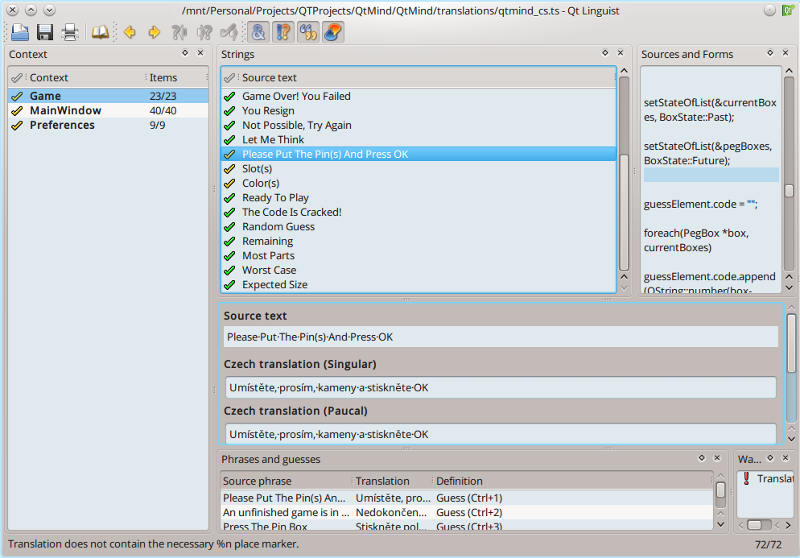 /mnt/Personal/Projects/QTProjects/QtMind/QtMind/translations/qtmind_cs.ts - Qt Linguist
Context
Context Items
Game 23/23
MainWindow 40/40
Preferences 9/9
Strings
Source text
Game Over! You Failed
You Resign
Not Possible, Try Again
Let Me Think
Please Put The Pin(s) And Press OK
Slot(s)
Color(s)
Ready To Play
The Code Is Cracked!
Random Guess
Remaining
Most Parts
Worst Case
Expected Size
Sources and Forms
setStateOfList(&currentBox
es, BoxState::Past);
setStateOfList(&pegBoxes,
BoxState::Future);
guessElement.code = "";
foreach(PegBox *box,
currentBoxes)
guessElement.code.append
(QString::number(box-
Source text
Please·Put·The·Pin(s)·And·Press·OK
Czech translation (Singular)
Umístěte,·prosím,·kameny·a·stiskněte·OK
Czech translation (Paucal)
Umístěte,·prosím,·kameny·a·stiskněte·OK
Phrases and guesses
Source phrase Translation Definition
Please Put The Pin(s) An... Umístěte, pro... Guess (Ctrl+1)
An unfinished game is in ... Nedokončen... Guess (Ctrl+2)
Press The Pin Box Stiskněte pol... Guess (Ctrl+3)
Wa...
Translat
Translation does not contain the necessary %n place marker.
72/72